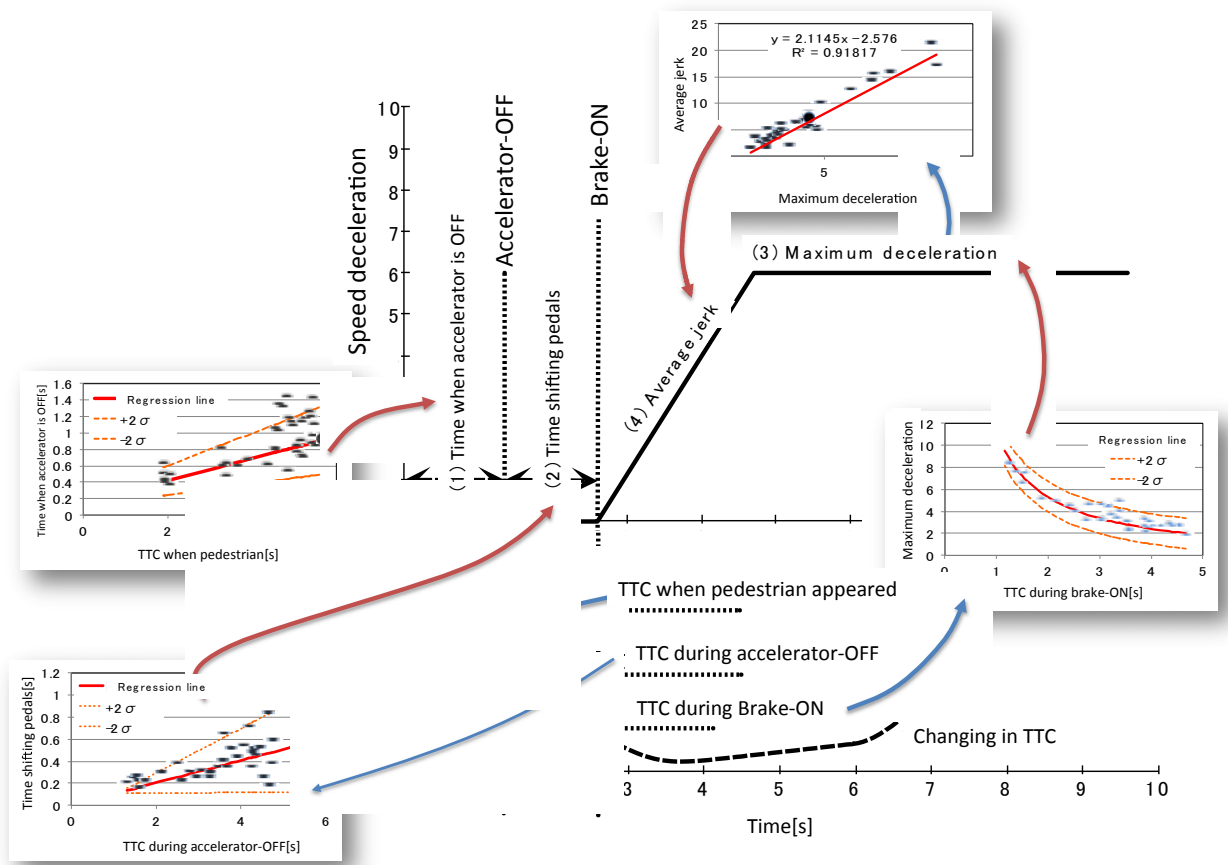 25
20
15
10
5
y = 2.1145x - 2.576
R² = 0.91817
Average jerk
Maximum deceleration
10
9
8
7
6
5
Speed deceleration
(1) Time when accelerator is OFF
Accelerator-OFF
(2) Time shifting pedals
Brake-ON
(3) Maximum deceleration
(4) Average jerk
1.6
1.4
1.2
1
0.8
0.6
0.4
0.2
0
Time when accelerator is OFF[s]
Regression line
+2 σ
-2 σ
0 2
TTC when pedestrian[s]
12
10
8
6
4
2
0
Maximum deceleration
Regression line
+2 σ
-2 σ
0 1 2 3 4 5
TTC during brake-ON[s]
TTC when pedestrian appeared
TTC during accelerator-OFF
TTC during Brake-ON
Changing in TTC
3 4 5 6 7 8 9 10
Time[s]
1.2
1
0.8
0.6
0.4
0.2
0
Time shifting pedals[s]
Regression line
+2 σ
-2 σ
0 2 4 6
TTC during accelerator-OFF[s]